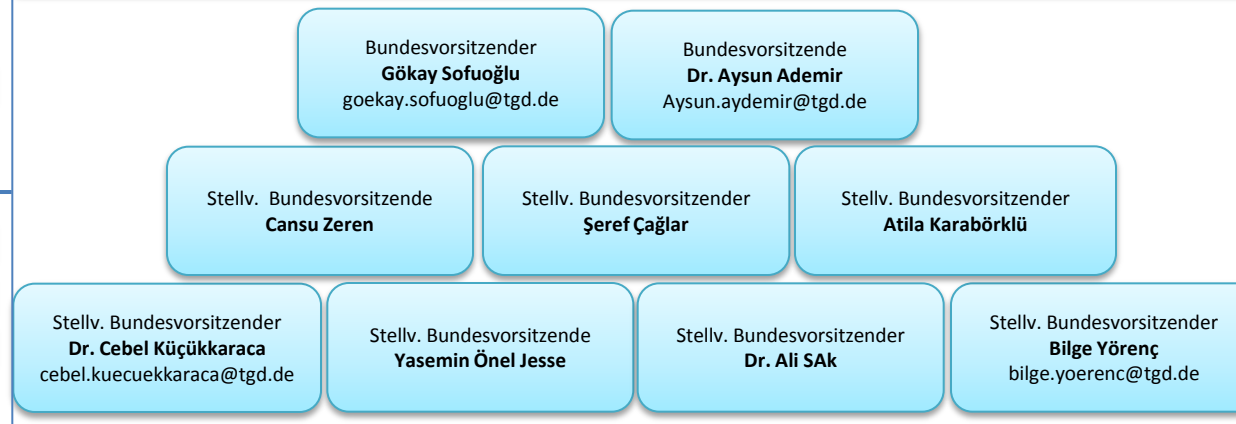 Bundesvorsitzender
Gökay Sofuoğlu
goekay.sofuoglu@tgd.de
Bundesvorsitzende
Dr. Aysun Ademir
Aysun.aydemir@tgd.de
Stellv. Bundesvorsitzende
Cansu Zeren
Stellv. Bundesvorsitzender
Şeref Çağlar
Stellv. Bundesvorsitzender
Atila Karabörklü
Stellv. Bundesvorsitzender
Dr. Cebel Küçükkaraca
cebel.kuecuekkaraca@tgd.de
Stellv. Bundesvorsitzende
Yasemin Önel Jesse
Stellv. Bundesvorsitzender
Dr. Ali SAk
Stellv. Bundesvorsitzender
Bilge Yörenç
bilge.yoerenc@tgd.de